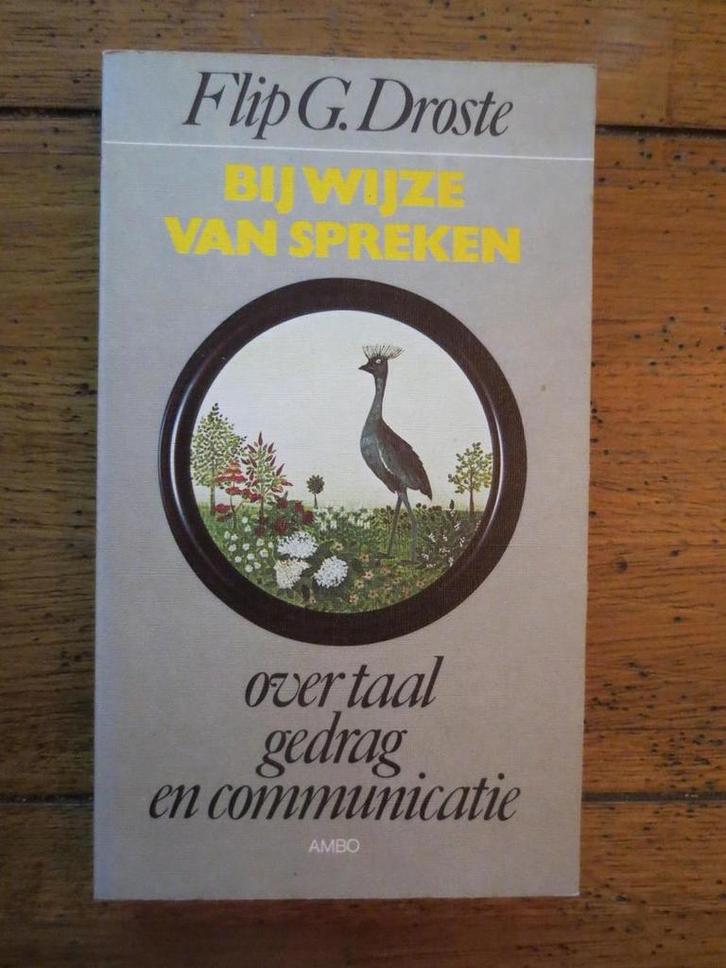 Flip G. Droste
BIJ WIJZE
VAN SPREKEN
over taal
gedrag
en communicatie
AMBO